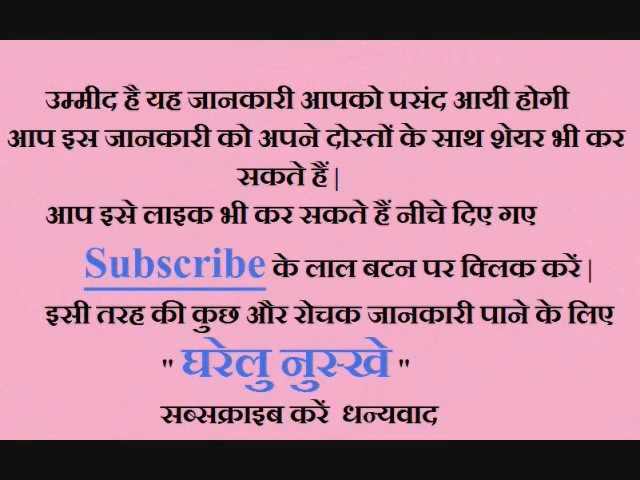 उम्मीद है यह जानकारी आपको पसंद आयी होगी
आप इस जानकारी को अपने दोस्तों के साथ शेयर भी कर
सकते हैं |
आप इसे लाइक भी कर सकते हैं नीचे दिए गए
Subscribe के लाल बटन पर क्लिक करें |
इसी तरह की कुछ और रोचक जानकारी पाने के लिए
" घरेलु नुस्खे "
सब्सक्राइब करें धन्यवाद